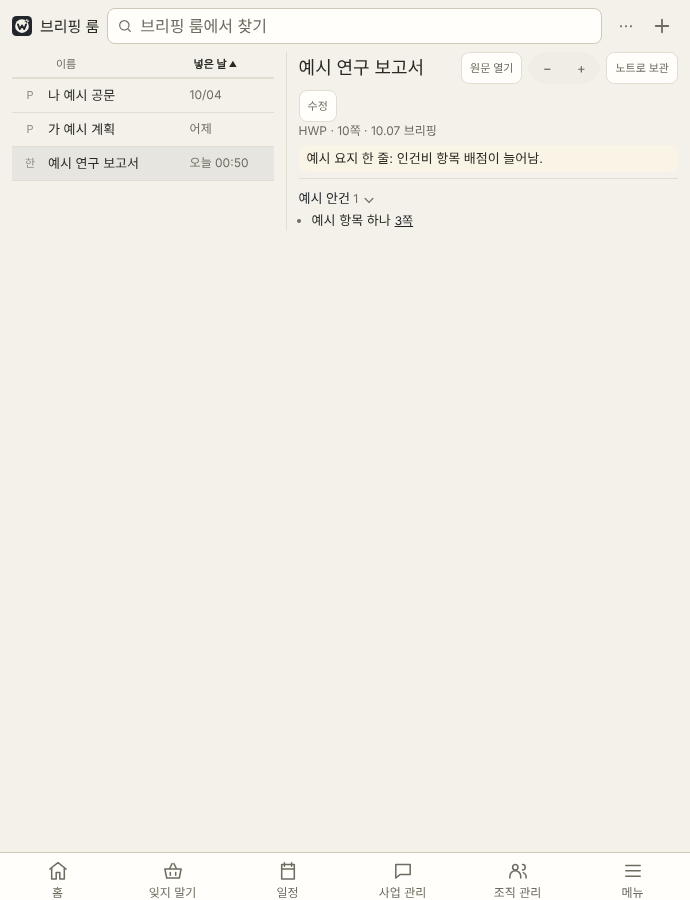 브리핑 룸
브리핑 룸에서 찾기
이름 넣은 날▲
P 나 예시 공문 10/04
P 가 예시 계획 어제
한 예시 연구 보고서 오늘 00:50
예시 연구 보고서
원문 열기 − + 노트로 보관
수정
HWP · 10쪽 · 10.07 브리핑
예시 요지 한 줄: 인건비 항목 배점이 늘어남.
예시 안건 1
• 예시 항목 하나 3쪽
홈 잊지 말기 일정 사업 관리 조직 관리 메뉴